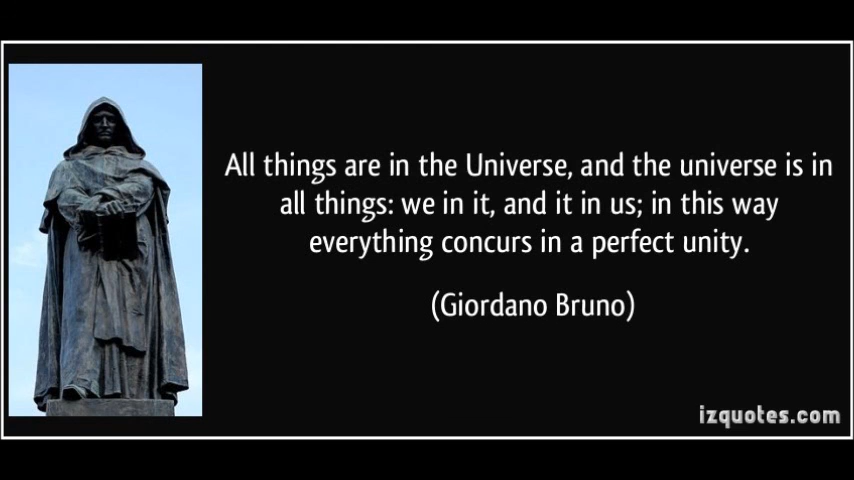 All things are in the Universe, and the universe is in
all things: we in it, and it in us; in this way
everything concurs in a perfect unity.
(Giordano Bruno)
izquotes.com